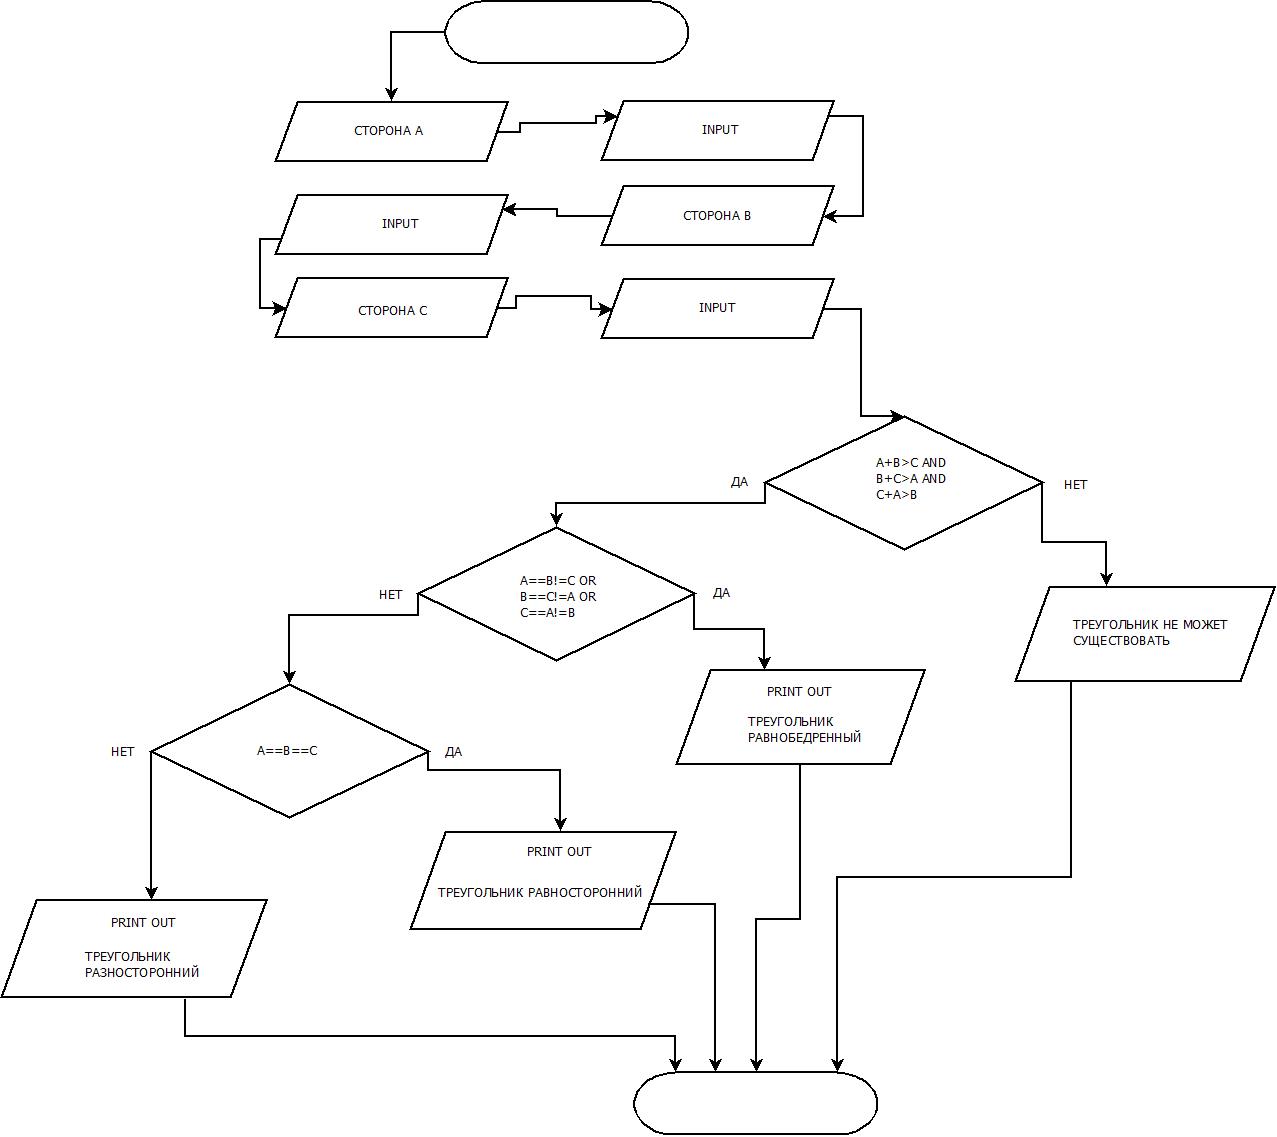 СТОРОНА A
INPUT
СТОРОНА B
INPUT
СТОРОНА C
INPUT
A+B>C AND
B+C>A AND
C+A>B
ДА
НЕТ
A==B!=C OR
B==C!=A OR
C==A!=B
НЕТ
ДА
ТРЕУГОЛЬНИК НЕ МОЖЕТ
СУЩЕСТВОВАТЬ
PRINT OUT
ТРЕУГОЛЬНИК
РАВНОБЕДРЕННЫЙ
A==B==C
НЕТ
ДА
PRINT OUT
ТРЕУГОЛЬНИК РАВНОСТОРОННИЙ
PRINT OUT
ТРЕУГОЛЬНИК
РАЗНОСТОРОННИЙ